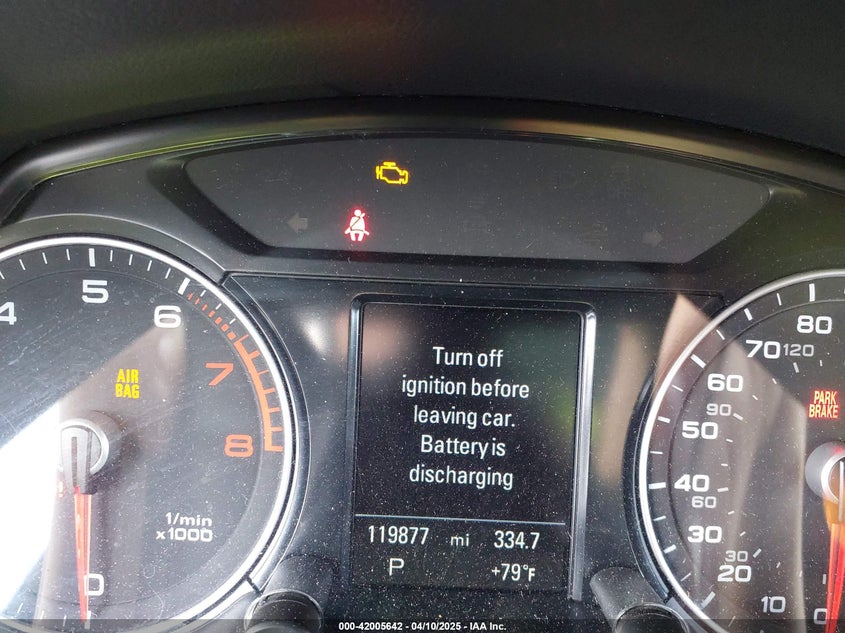 4
5
6
7
8
AIR
BAG
1/min
x1000
0
Turn off
ignition before
leaving car.
Battery is
discharging
119877 mi 334.7
P +79°F
80
70 120
60
90
50
40
60
30
30
20
10
0
PARK
BRAKE
000-42005642 - 04/10/2025 - IAA Inc.